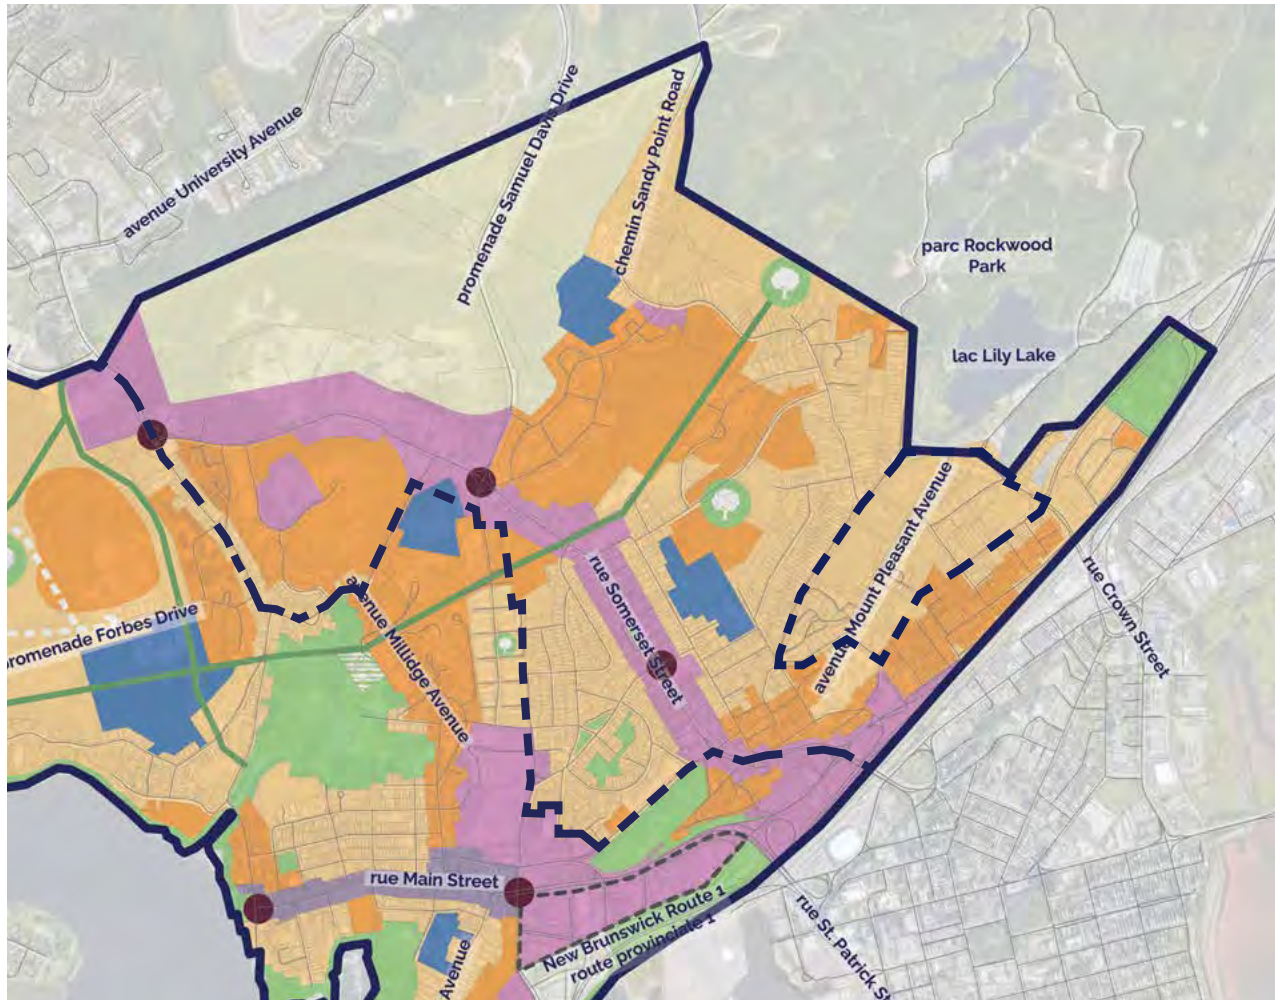 promenade Samuel Davis Drive
chemin Sandy Point Road
avenue University Avenue
parc Rockwood
Park
lac Lily Lake
avenue Mount Pleasant Avenue
rue Somerset Street
rue Crown Street
avenue Millidge Avenue
promenade Forbes Drive
rue Main Street
New Brunswick Route 1
route provinciale 1
rue St. Patrick St
Avenue